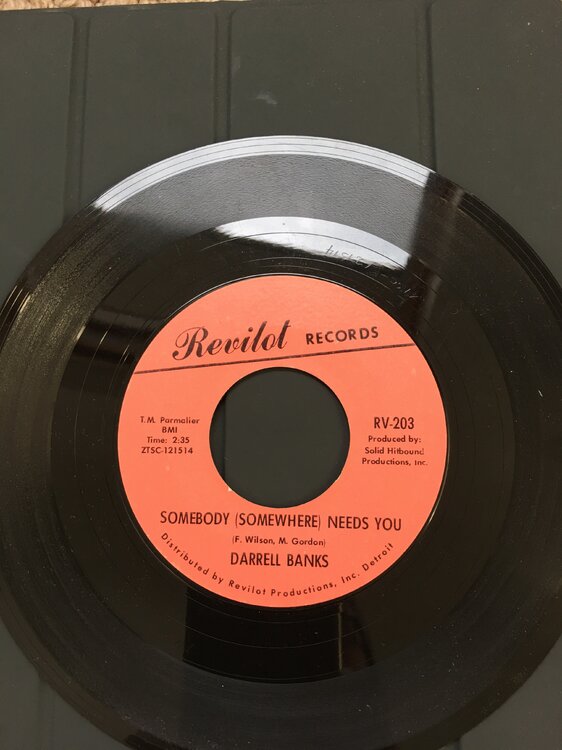 Revilot RECORDS
T.M. Parmalier
BMI
Time: 2:35
ZTSC-121514
RV-203
Produced by:
Solid Hitbound
Productions, Inc.
SOMEBODY (SOMEWHERE) NEEDS YOU
(F. Wilson, M. Gordon)
DARRELL BANKS
Distributed by Revilot Productions, Inc. Detroit